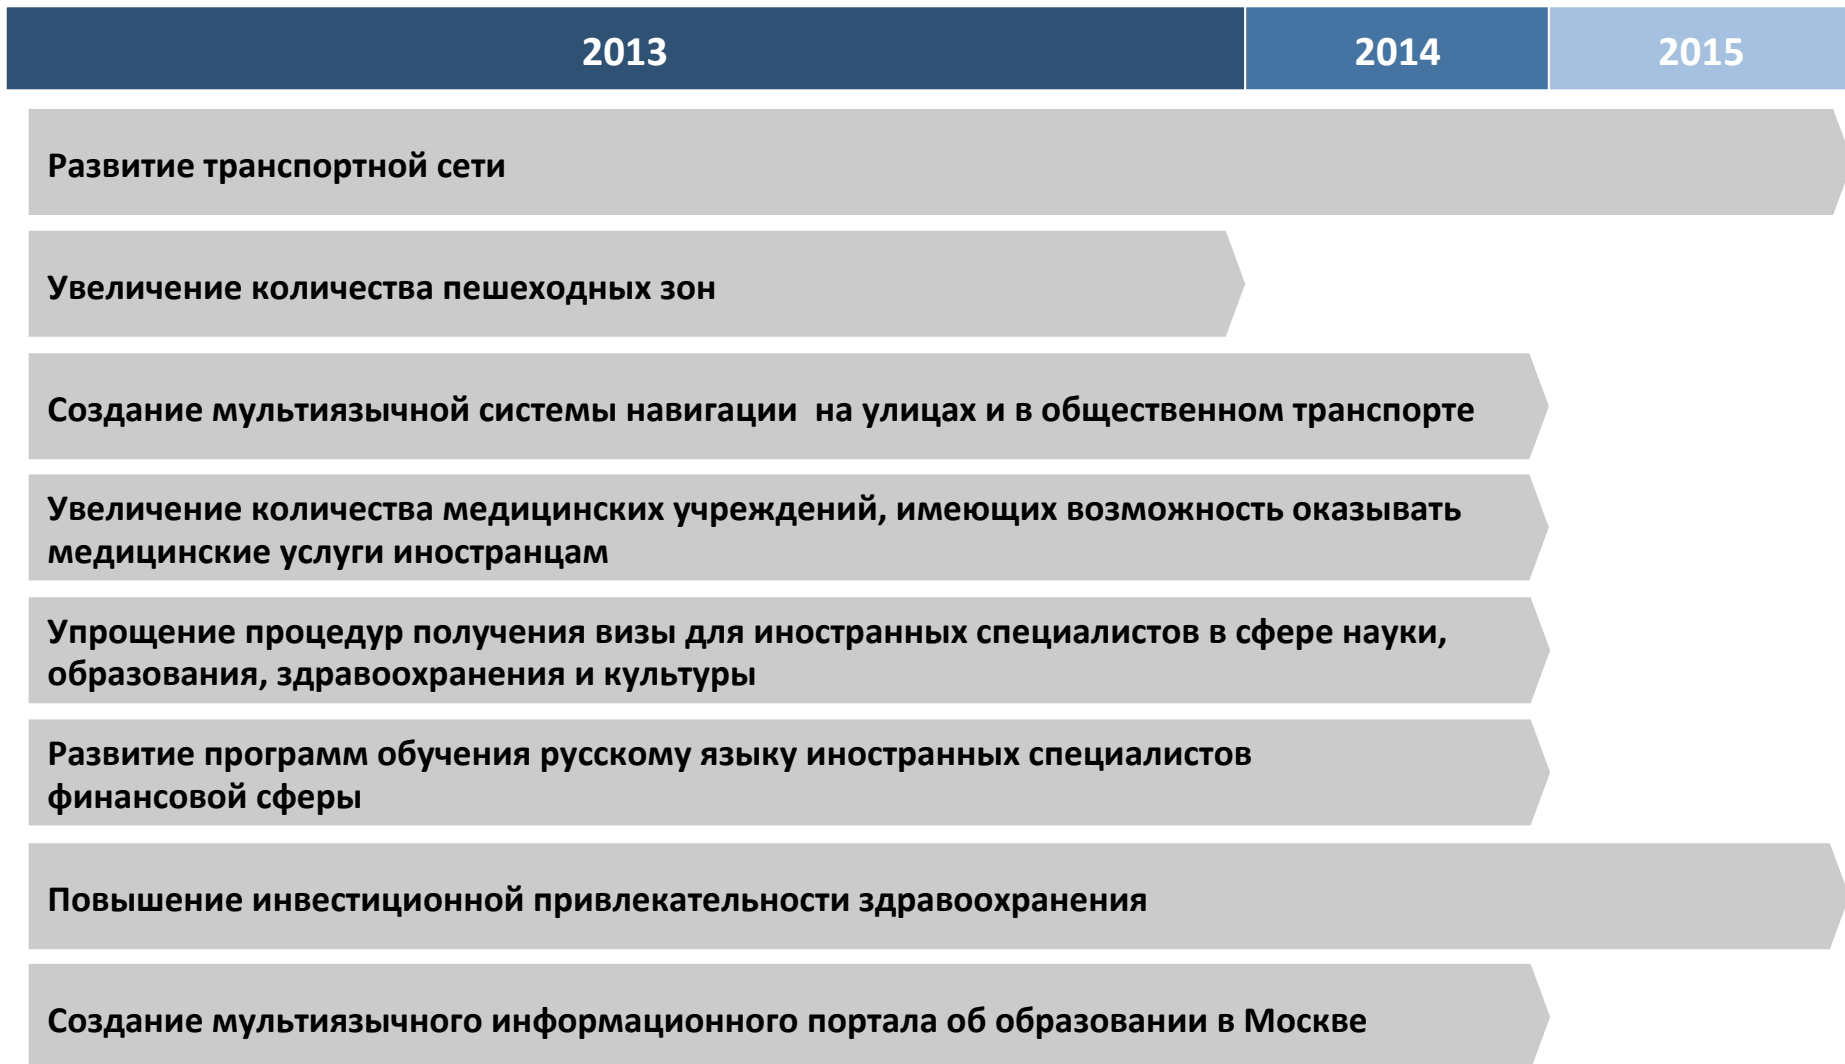 2013 2014 2015
Развитие транспортной сети
Увеличение количества пешеходных зон
Создание мультиязычной системы навигации  на улицах и в общественном транспорте
Увеличение количества медицинских учреждений, имеющих возможность оказывать
медицинские услуги иностранцам
Упрощение процедур получения визы для иностранных специалистов в сфере науки,
образования, здравоохранения и культуры
Развитие программ обучения русскому языку иностранных специалистов
финансовой сферы
Повышение инвестиционной привлекательности здравоохранения
Создание мультиязычного информационного портала об образовании в Москве